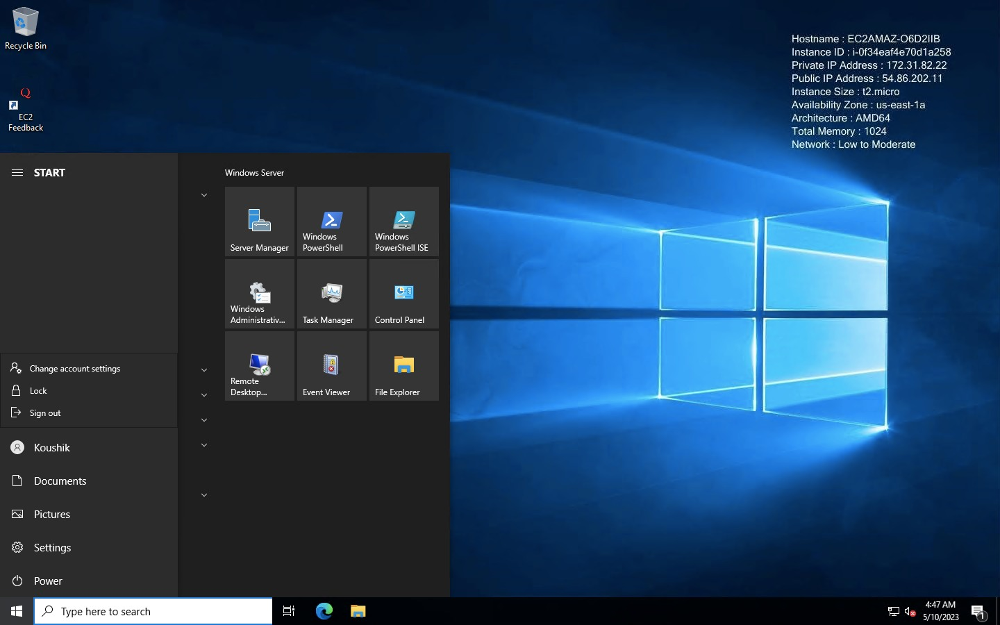 Recycle Bin
EC2
Feedback
Hostname : EC2AMAZ-O6D2IIB
Instance ID : i-0f34eaf4e70d1a258
Private IP Address : 172.31.82.22
Public IP Address : 54.86.202.11
Instance Size : t2.micro
Availability Zone : us-east-1a
Architecture : AMD64
Total Memory : 1024
Network : Low to Moderate
START
Change account settings
Lock
Sign out
Koushik
Documents
Pictures
Settings
Power
Windows Server
Server Manager
Windows
PowerShell
Windows
PowerShell ISE
Windows
Administrativ...
Task Manager
Control Panel
Remote
Desktop...
Event Viewer
File Explorer
Type here to search
4:47 AM
5/10/2023
1